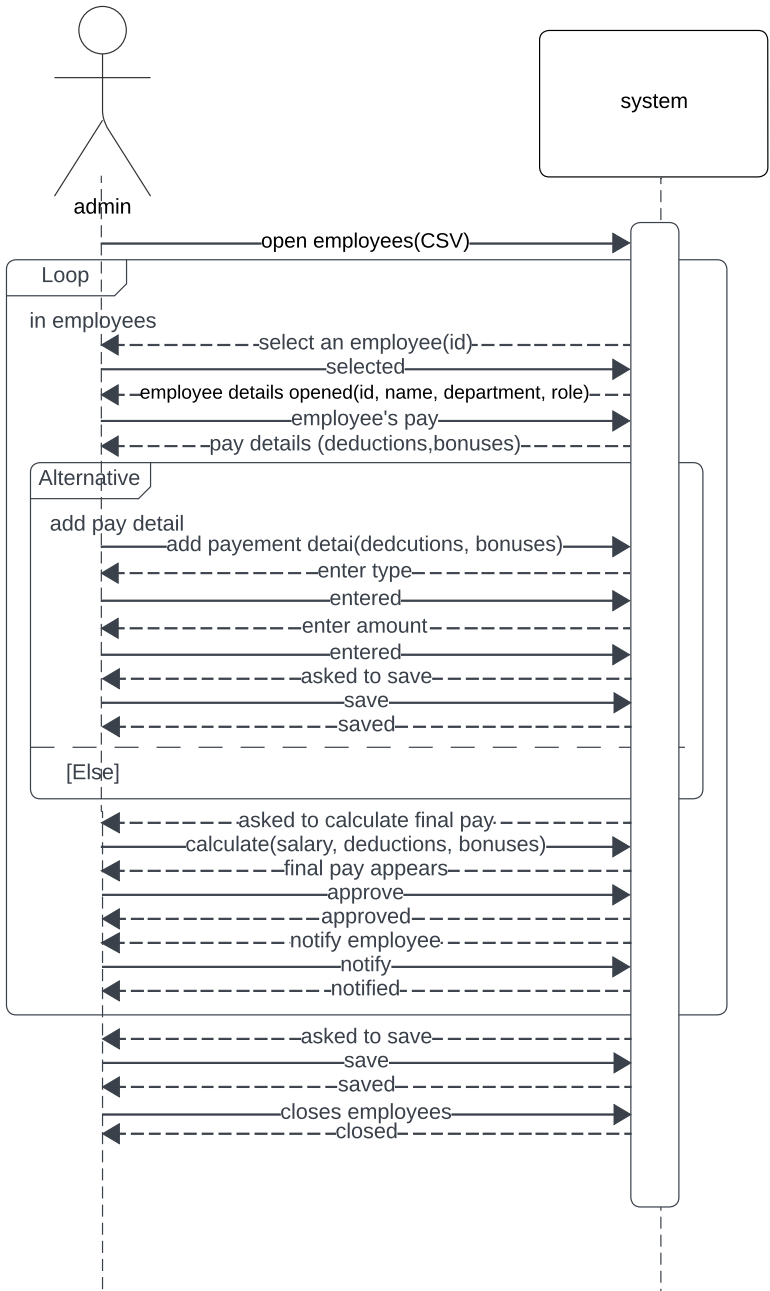 system
admin
open employees(CSV)
Loop
in employees
select an employee(id)
selected
employee details opened(id, name, department, role)
employee's pay
pay details (deductions,bonuses)
Alternative
add pay detail
add payement detai(dedcutions, bonuses)
enter type
entered
enter amount
entered
asked to save
save
saved
[Else]
asked to calculate final pay
calculate(salary, deductions, bonuses)
final pay appears
approve
approved
notify employee
notify
notified
asked to save
save
saved
closes employees
closed